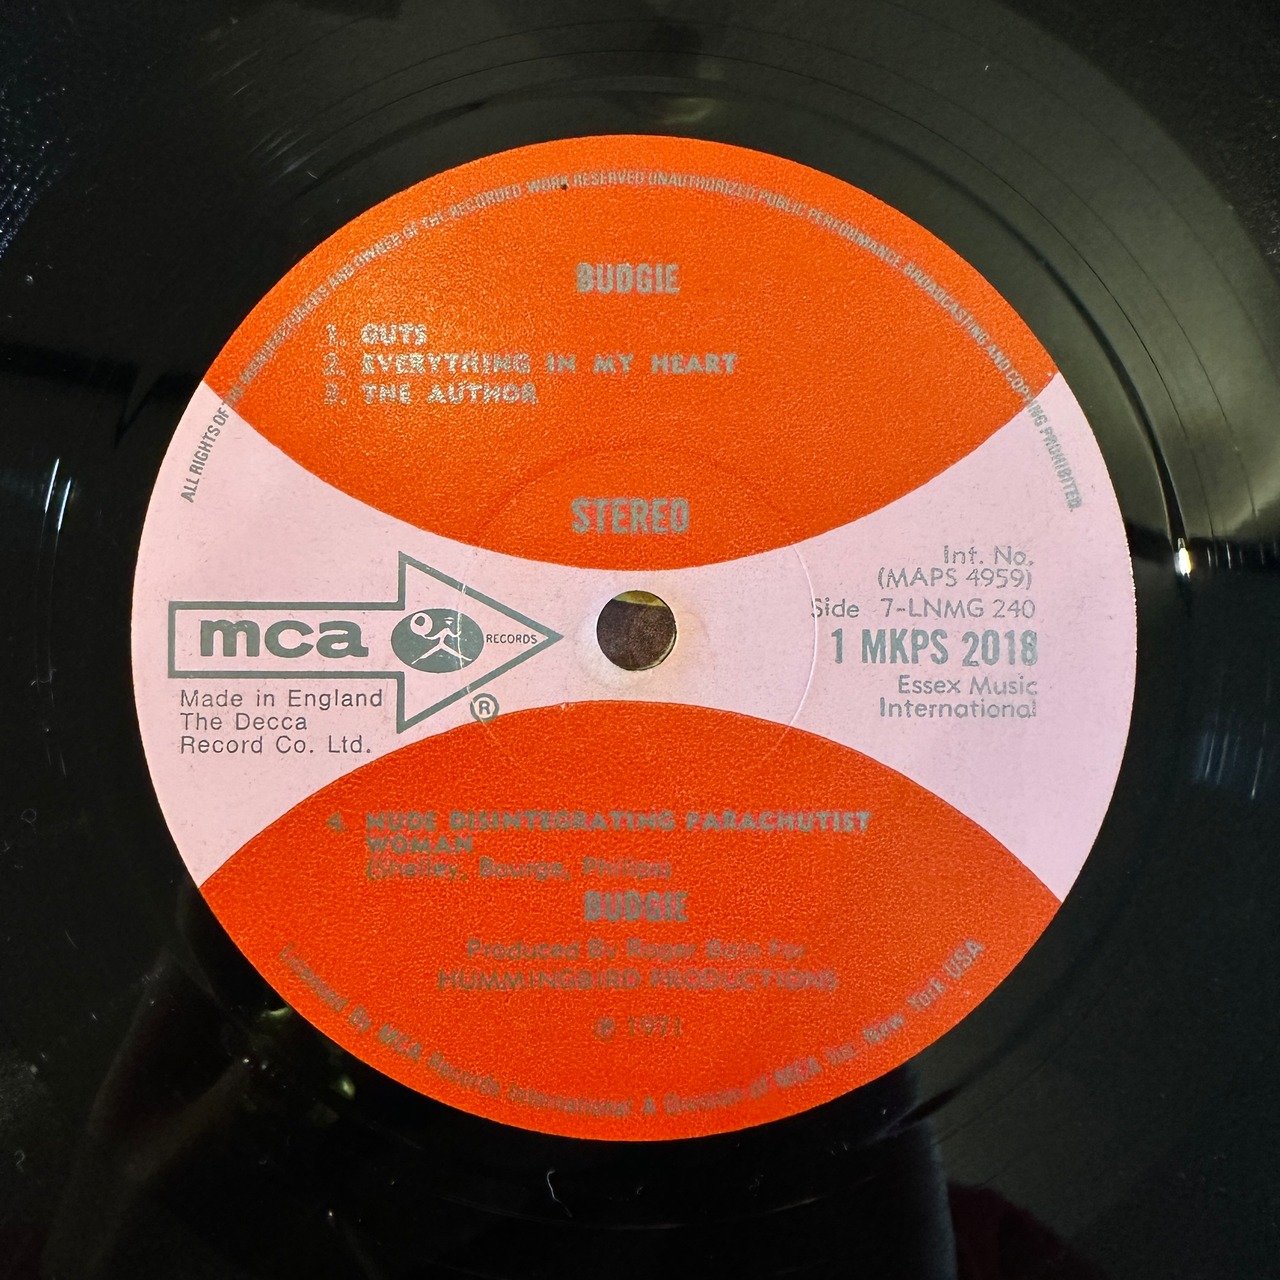 ALL RIGHTS OF THE MANUFACTURER AND OWNER OF THE RECORDED WORK RESERVED UNAUTHORIZED PUBLIC PERFORMANCE BROADCASTING AND COPYING PROHIBITED.
BUDGIE
1. GUTS
2. EVERYTHING IN MY HEART
3. THE AUTHOR
STEREO
mca RECORDS
®
Made in England
The Decca
Record Co. Ltd.
Int. No.
(MAPS 4959)
Side 7-LNMG 240
1 MKPS 2018
Essex Music
International
4. NUDE DISINTEGRATING PARACHUTIST
WOMAN
(Shelley, Bourge, Philips)
BUDGIE
Produced By Roger Bain For
HUMMINGBIRD PRODUCTIONS
℗ 1971
Licensed By MCA Records International A Division of MCA Inc. New York USA